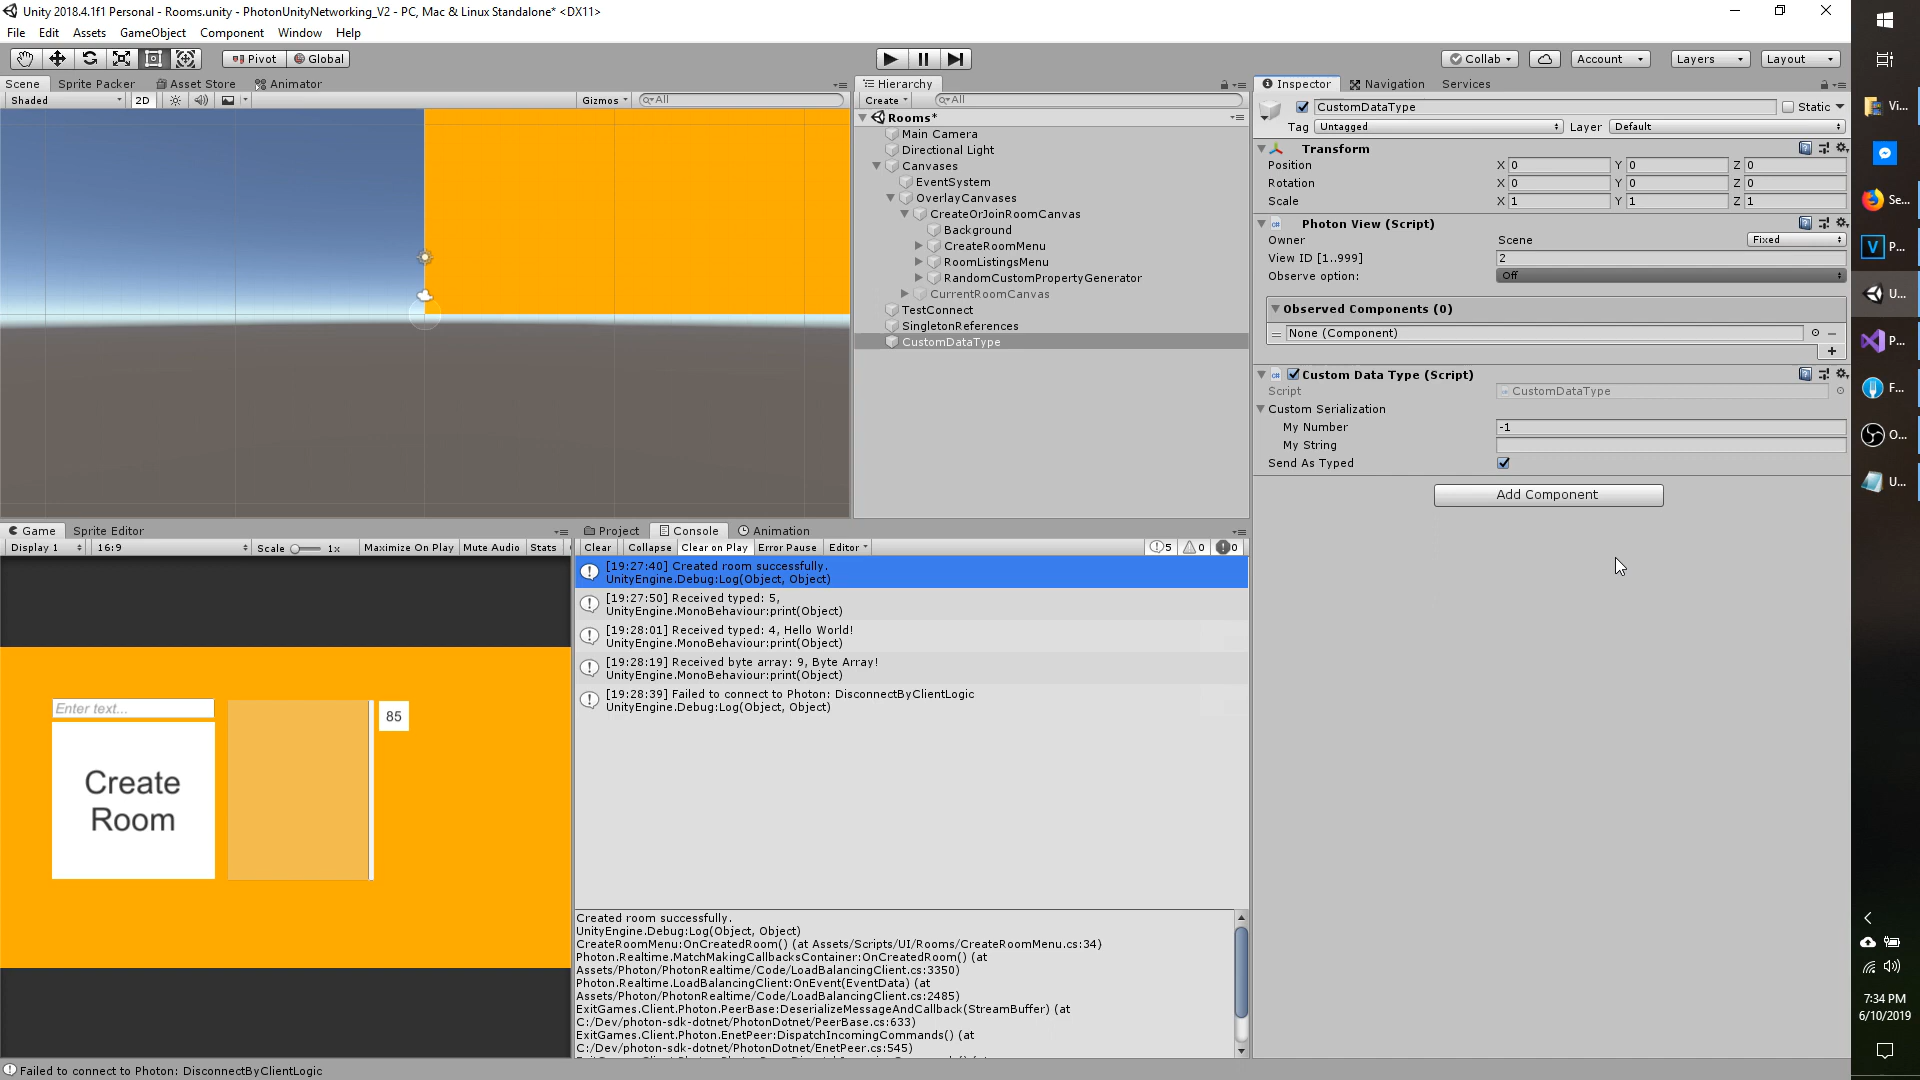 Unity 2018.4.1f1 Personal - Rooms.unity - PhotonUnityNetworking_V2 - PC, Mac & Linux Standalone* <DX11>
File Edit Assets GameObject Component Window Help
Pivot Global Collab Account Layers Layout
Scene Sprite Packer Asset Store Animator
Shaded 2D Gizmos All
Hierarchy
Create All
Rooms*
Main Camera
Directional Light
Canvases
EventSystem
OverlayCanvases
CreateOrJoinRoomCanvas
Background
CreateRoomMenu
RoomListingsMenu
RandomCustomPropertyGenerator
CurrentRoomCanvas
TestConnect
SingletonReferences
CustomDataType
Inspector Navigation Services
CustomDataType Static
Tag Untagged Layer Default
Transform
Position X 0 Y 0 Z 0
Rotation X 0 Y 0 Z 0
Scale X 1 Y 1 Z 1
Photon View (Script)
Owner Scene Fixed
View ID [1..999] 2
Observe option: Off
Observed Components (0)
None (Component)
Custom Data Type (Script)
Script CustomDataType
Custom Serialization
My Number -1
My String
Send As Typed
Add Component
Game Sprite Editor
Display 1 16:9 Scale 1x Maximize On Play Mute Audio Stats
Enter text...
Create
Room
85
Project Console Animation
Clear Collapse Clear on Play Error Pause Editor 5 0 0
[19:27:40] Created room successfully.
UnityEngine.Debug:Log(Object, Object)
[19:27:50] Received typed: 5,
UnityEngine.MonoBehaviour:print(Object)
[19:28:01] Received typed: 4, Hello World!
UnityEngine.MonoBehaviour:print(Object)
[19:28:19] Received byte array: 9, Byte Array!
UnityEngine.MonoBehaviour:print(Object)
[19:28:39] Failed to connect to Photon: DisconnectByClientLogic
UnityEngine.Debug:Log(Object, Object)
Created room successfully.
UnityEngine.Debug:Log(Object, Object)
CreateRoomMenu:OnCreatedRoom() (at Assets/Scripts/UI/Rooms/CreateRoomMenu.cs:34)
Photon.Realtime.MatchMakingCallbacksContainer:OnCreatedRoom() (at
Assets/Photon/PhotonRealtime/Code/LoadBalancingClient.cs:3350)
Photon.Realtime.LoadBalancingClient:OnEvent(EventData) (at
Assets/Photon/PhotonRealtime/Code/LoadBalancingClient.cs:2485)
ExitGames.Client.Photon.PeerBase:DeserializeMessageAndCallback(StreamBuffer) (at
C:/Dev/photon-sdk-dotnet/PhotonDotnet/PeerBase.cs:633)
ExitGames.Client.Photon.EnetPeer:DispatchIncomingCommands() (at
C:/Dev/photon-sdk-dotnet/PhotonDotnet/EnetPeer.cs:545)
Failed to connect to Photon: DisconnectByClientLogic
Vi...
Se...
P...
U...
P...
F...
O...
U...
7:34 PM
6/10/2019